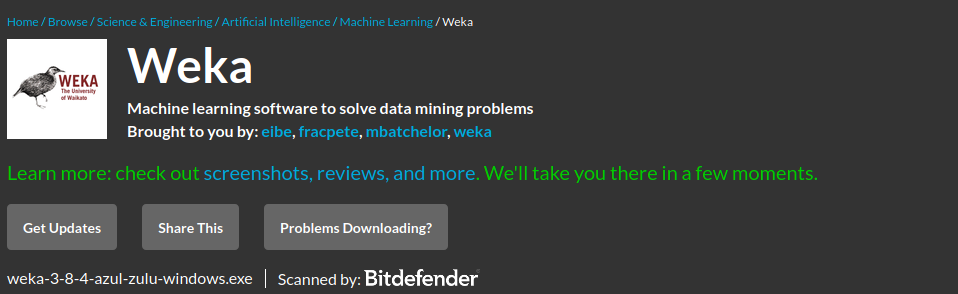 Home / Browse / Science & Engineering / Artificial Intelligence / Machine Learning / Weka
WEKA
The University
of Waikato
Weka
Machine learning software to solve data mining problems
Brought to you by: eibe, fracpete, mbatchelor, weka
Learn more: check out screenshots, reviews, and more. We'll take you there in a few moments.
Get Updates
Share This
Problems Downloading?
weka-3-8-4-azul-zulu-windows.exe | Scanned by: Bitdefender